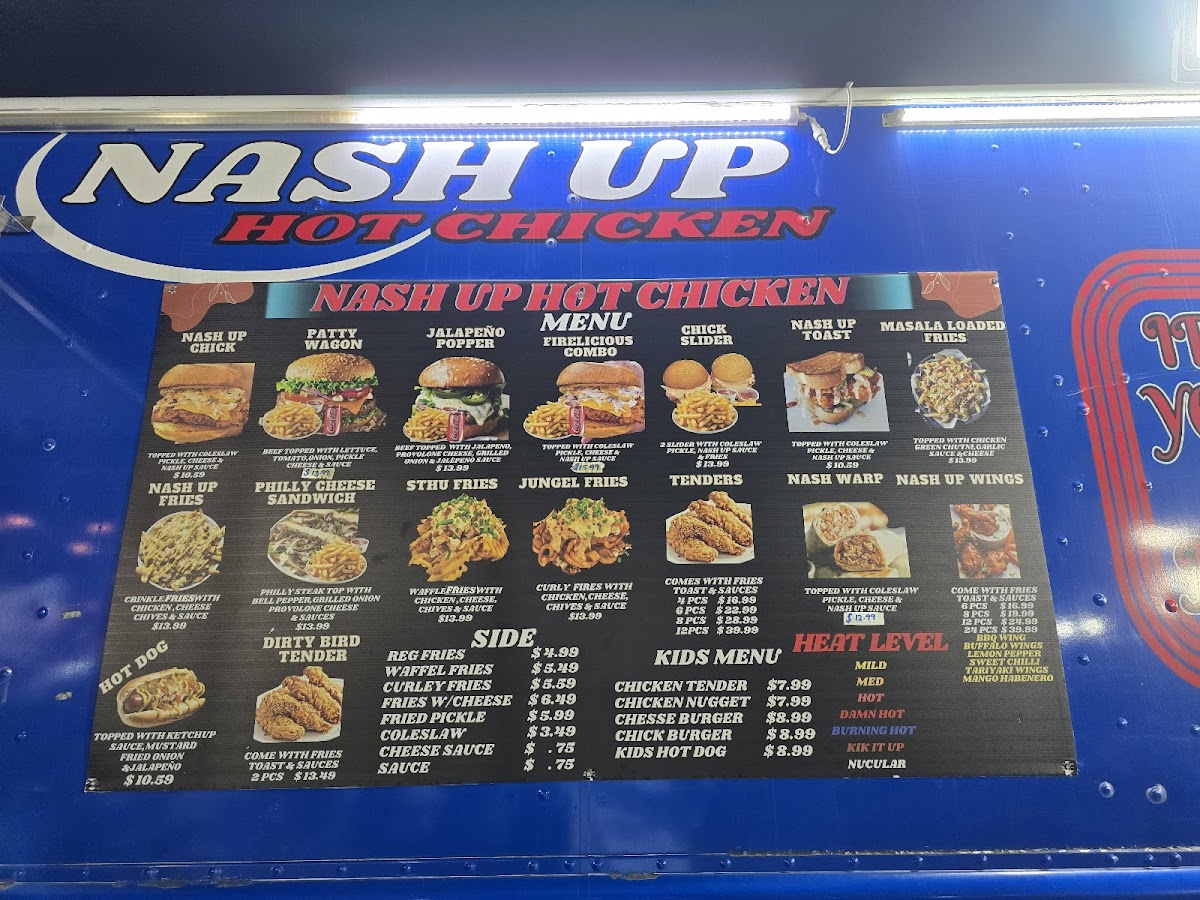 NASH UP
HOT CHICKEN
NASH UP HOT CHICKEN
MENU
NASH UP
CHICK
TOPPED WITH COLESLAW
PICKLE, CHEESE &
NASH UP SAUCE
$ 10.59
PATTY
WAGON
BEEF TOPPED WITH LETTUCE,
TOMATO, ONION, PICKLE
CHEESE & SAUCE
$ 13.99
JALAPEÑO
POPPER
BEEF TOPPED WITH JALAPENO,
PROVOLONE CHEESE, GRILLED
ONION & JALEPENO SAUCE
$ 13.99
FIRELICIOUS
COMBO
TOPPED WITH COLESLAW
PICKLE, CHEESE &
NASH UP SAUCE
$15.99
CHICK
SLIDER
2 SLIDER WITH COLESLAW
PICKLE, NASH UP SAUCE
& FRIES
$ 13.99
NASH UP
TOAST
TOPPED WITH COLESLAW
PICKLE, CHEESE &
NASH UP SAUCE
$ 10.59
MASALA LOADED
FRIES
TOPPED WITH CHICKEN
GREEN CHUTNI, GARLIC
SAUCE & CHEESE
$ 13.99
NASH UP
FRIES
CRINKLE FRIES WITH
CHICKEN, CHEESE
CHIVES & SAUCE
$13.99
PHILLY CHEESE
SANDWICH
PHILLY STEAK TOP WITH
BELL PEPPER, GRILLED ONION
PROVOLONE CHEESE
& SAUCES
$13.99
STHU FRIES
WAFFLE FRIES WITH
CHICKEN, CHEESE,
CHIVES & SAUCE
$13.99
JUNGEL FRIES
CURLY FIRES WITH
CHICKEN, CHEESE,
CHIVES & SAUCE
$13.99
TENDERS
COMES WITH FRIES
TOAST & SAUCES
4 PCS $ 16.99
6 PCS $ 22.99
8 PCS $ 28.99
12PCS $ 39.99
NASH WARP
TOPPED WITH COLESLAW
PICKLE, CHEESE &
NASH UP SAUCE
$ 12.99
NASH UP WINGS
COME WITH FRIES
TOAST & SAUCES
6 PCS $ 16.99
8 PCS $ 19.99
12 PCS $ 24.99
24 PCS $ 39.99
BBQ WING
BUFFALO WINGS
LEMON PEPPER
SWEET CHILLI
TARIYAKI WINGS
MANGO HABENERO
HOT DOG
TOPPED WITH KETCHUP
SAUCE, MUSTARD
FRIED ONION
& JALAPEÑO
$ 10.59
DIRTY BIRD
TENDER
COME WITH FRIES
TOAST & SAUCES
2 PCS $ 13.49
SIDE
REG FRIES $ 4.99
WAFFEL FRIES $ 5.49
CURLEY FRIES $ 5.59
FRIES W/CHEESE $ 6.49
FRIED PICKLE $ 5.99
COLESLAW $ 3.49
CHEESE SAUCE $ .75
SAUCE $ .75
KIDS MENU
CHICKEN TENDER $7.99
CHICKEN NUGGET $7.99
CHESSE BURGER $8.99
CHICK BURGER $ 8.99
KIDS HOT DOG $ 8.99
HEAT LEVEL
MILD
MED
HOT
DAMN HOT
BURNING HOT
KIK IT UP
NUCULAR